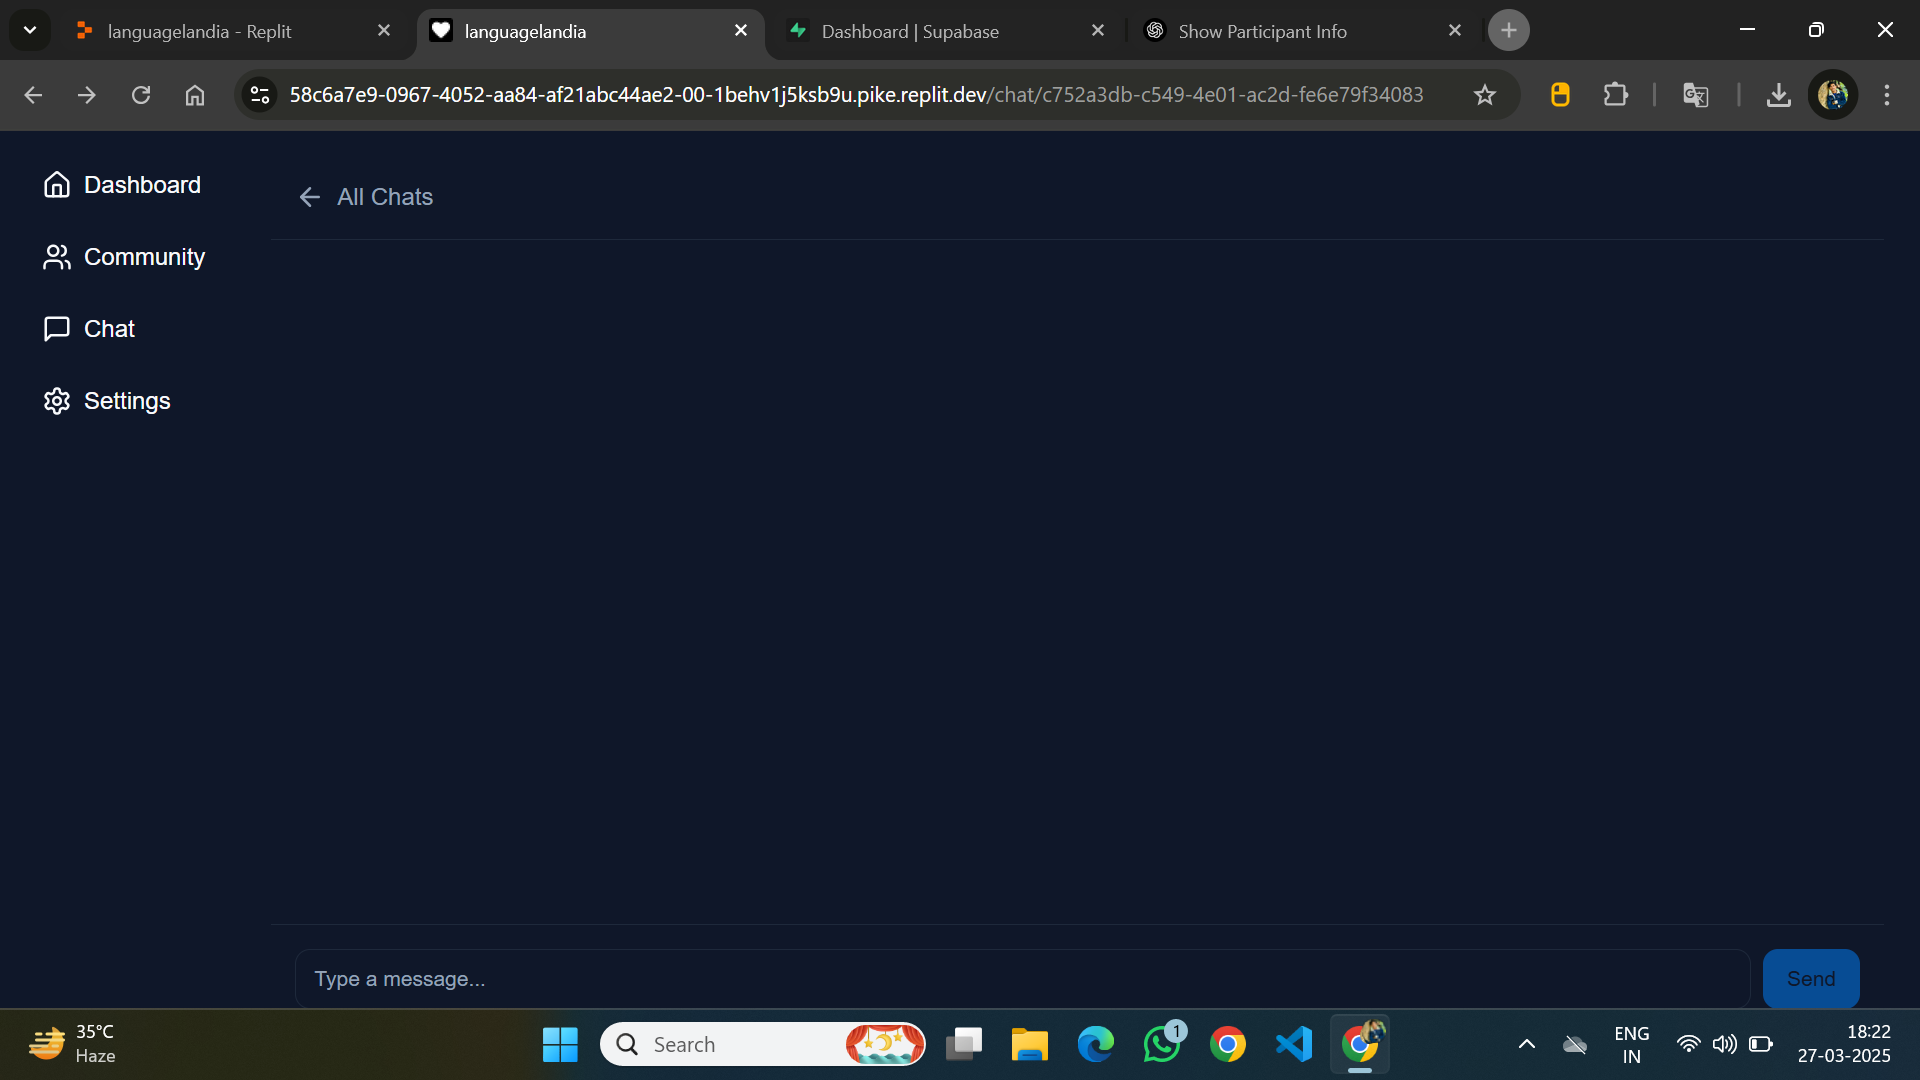 languagelandia - Replit
languagelandia
Dashboard | Supabase
Show Participant Info
58c6a7e9-0967-4052-aa84-af21abc44ae2-00-1behv1j5ksb9u.pike.replit.dev/chat/c752a3db-c549-4e01-ac2d-fe6e79f34083
Dashboard
Community
Chat
Settings
All Chats
Type a message...
Send
35°C
Haze
Search
1
ENG
IN
18:22
27-03-2025